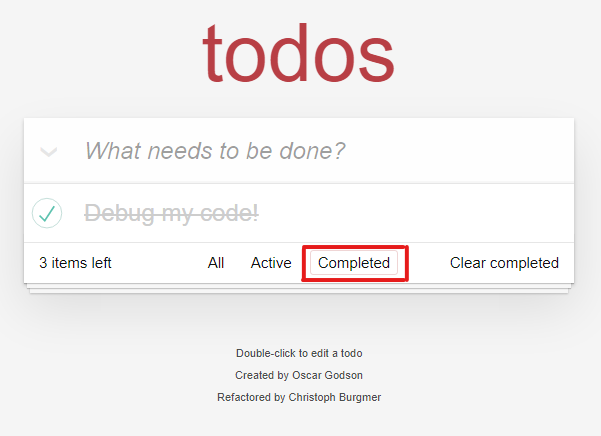 todos
What needs to be done?
Debug my code!
3 items left All Active Completed Clear completed
Double-click to edit a todo
Created by Oscar Godson
Refactored by Christoph Burgmer